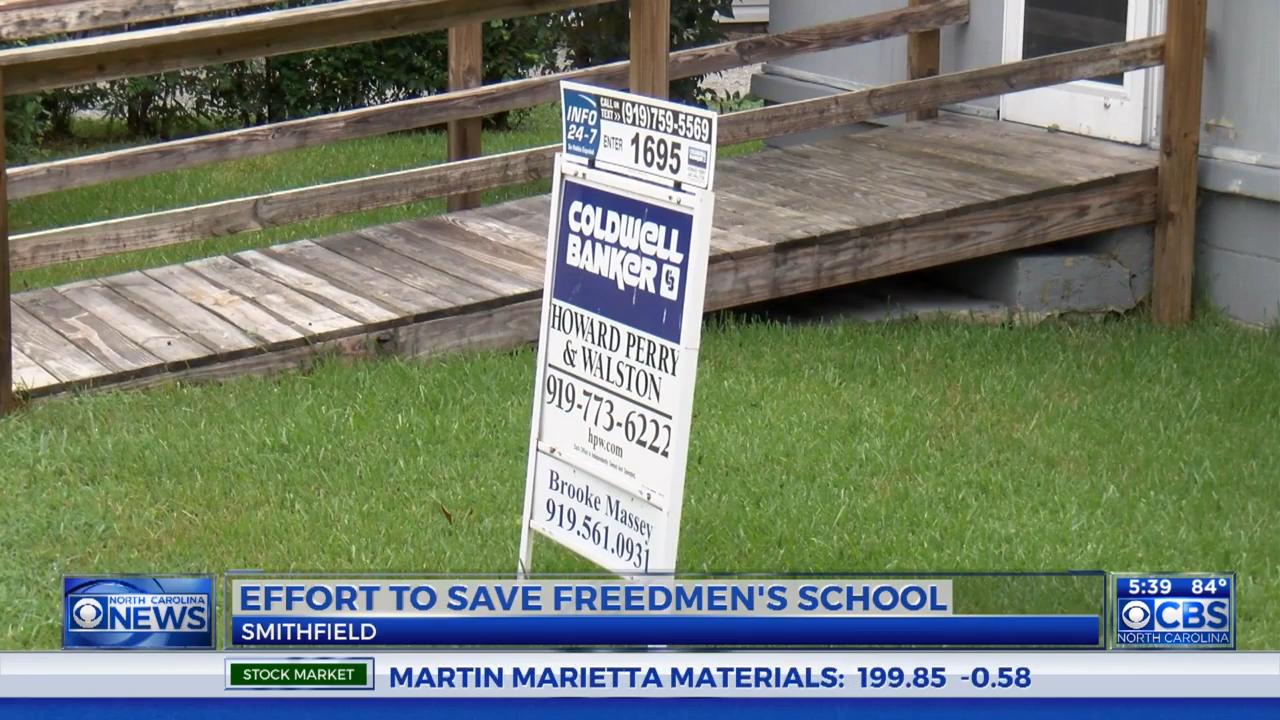 INFO
24-7
CALL OR
TEXT >> (919)759-5569
ENTER 1695
COLDWELL
BANKER
HOWARD PERRY
& WALSTON
919-773-6222
hpw.com
Brooke Massey
919.561.0931
NORTH CAROLINA
NEWS
EFFORT TO SAVE FREEDMEN'S SCHOOL
SMITHFIELD
5:39 84°
CBS
NORTH CAROLINA
STOCK MARKET
MARTIN MARIETTA MATERIALS: 199.85 -0.58